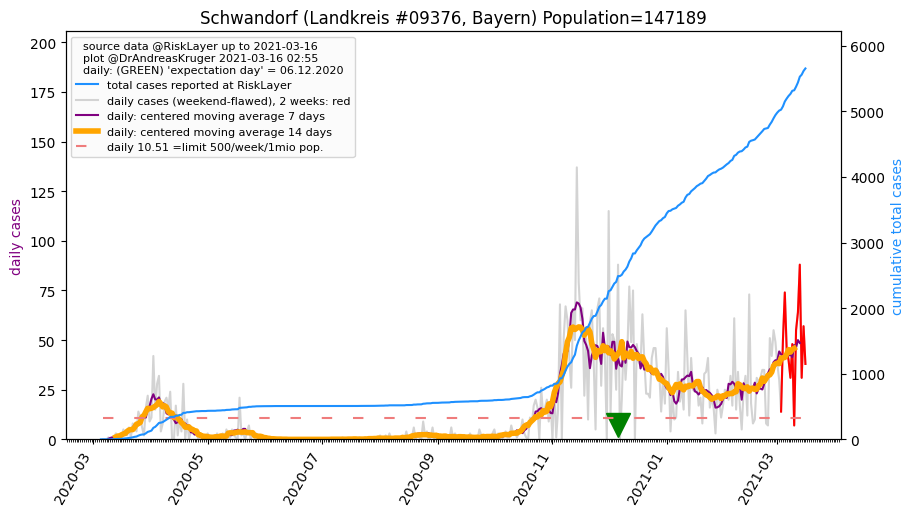 Schwandorf (Landkreis #09376, Bayern) Population=147189
source data @RiskLayer up to 2021-03-16
plot @DrAndreasKruger 2021-03-16 02:55
daily: (GREEN) 'expectation day' = 06.12.2020
total cases reported at RiskLayer
daily cases (weekend-flawed), 2 weeks: red
daily: centered moving average 7 days
daily: centered moving average 14 days
daily 10.51 =limit 500/week/1mio pop.
daily cases
200
175
150
125
100
75
50
25
0
6000
5000
4000
3000
2000
1000
0
cumulative total cases
2020-03
2020-05
2020-07
2020-09
2020-11
2021-01
2021-03